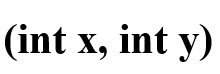 (int x, int y)